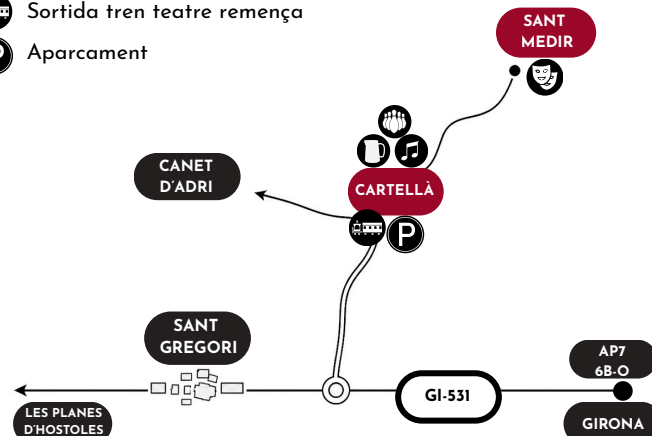 Sortida tren teatre remença
Aparcament
SANT
MEDIR
CANET
D'ADRI
CARTELLÀ
P
SANT
GREGORI
GI-531
AP7
6B-O
LES PLANES
D'HOSTOLES
GIRONA